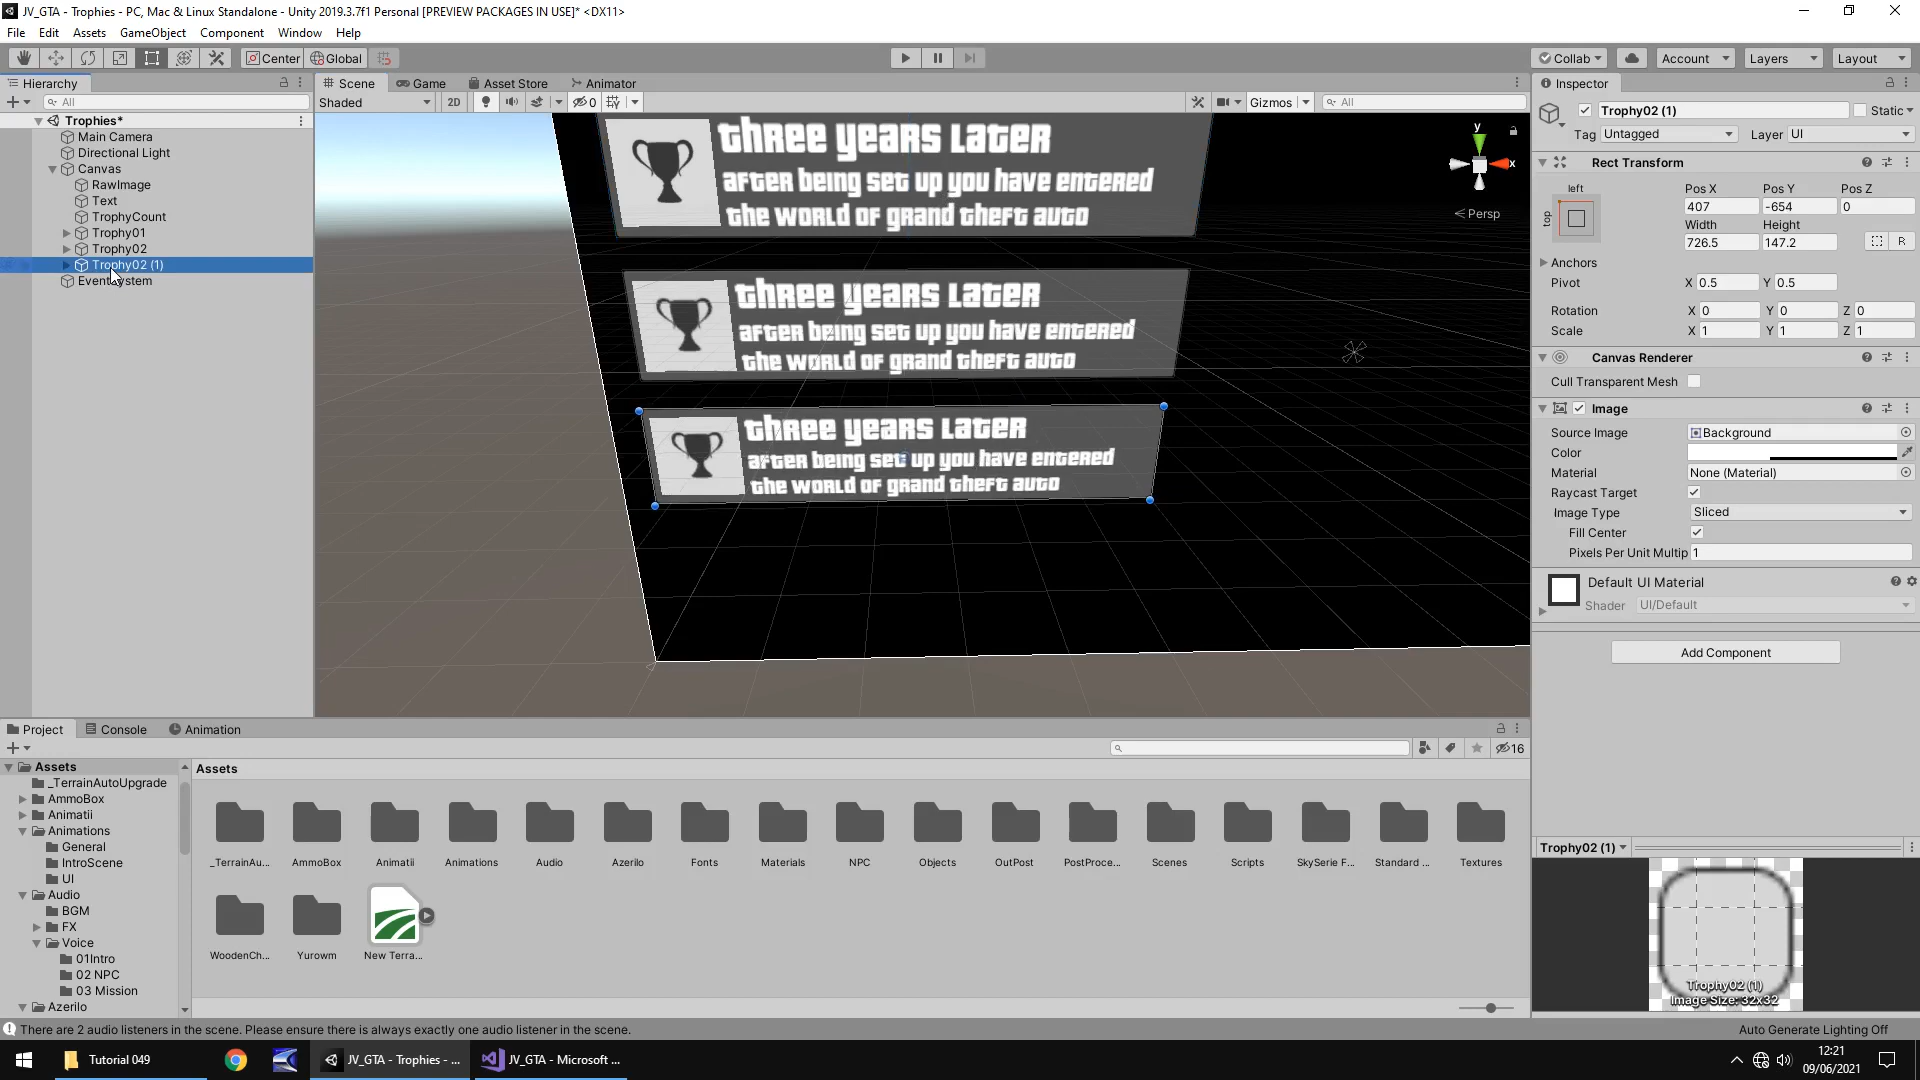 JV_GTA - Trophies - PC, Mac & Linux Standalone - Unity 2019.3.7f1 Personal [PREVIEW PACKAGES IN USE]* <DX11>
File Edit Assets GameObject Component Window Help
Center Global Collab Account Layers Layout
Hierarchy Scene Game Asset Store Animator Inspector
All Shaded 2D 0 Gizmos All
Trophy02 (1) Static
Tag Untagged Layer UI
Trophies*
Main Camera
Directional Light
Canvas
RawImage
Text
TrophyCount
Trophy01
Trophy02
Trophy02 (1)
EventSystem
three years later
after being set up you have entered
the world of grand theft auto
three years later
after being set up you have entered
the world of grand theft auto
three years later
after being set up you have entered
the world of grand theft auto
y
x
Persp
Rect Transform
left
top
Pos X Pos Y Pos Z
407 -654 0
Width Height
726.5 147.2 R
Anchors
Pivot X 0.5 Y 0.5
Rotation X 0 Y 0 Z 0
Scale X 1 Y 1 Z 1
Canvas Renderer
Cull Transparent Mesh
Image
Source Image Background
Color
Material None (Material)
Raycast Target
Image Type Sliced
Fill Center
Pixels Per Unit Multip 1
Default UI Material
Shader UI/Default
Add Component
Project Console Animation
16
Assets
_TerrainAutoUpgrade
AmmoBox
Animatii
Animations
General
IntroScene
UI
Audio
BGM
FX
Voice
01Intro
02 NPC
03 Mission
Azerilo
Assets
_TerrainAu... AmmoBox Animatii Animations Audio Azerilo Fonts Materials NPC Objects OutPost PostProce... Scenes Scripts SkySerie F... Standard ... Textures
WoodenCh... Yurowm New Terra...
Trophy02 (1)
Trophy02 (1)
Image Size: 32x32
There are 2 audio listeners in the scene. Please ensure there is always exactly one audio listener in the scene.
Auto Generate Lighting Off
Tutorial 049 JV_GTA - Trophies - ... JV_GTA - Microsoft ...
12:21
09/06/2021